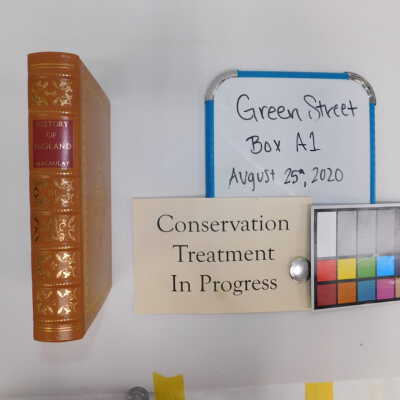 HISTORY
OF
ENGLAND
MACAULAY
Green Street
Box A1
August 25th, 2020
Conservation
Treatment
In Progress